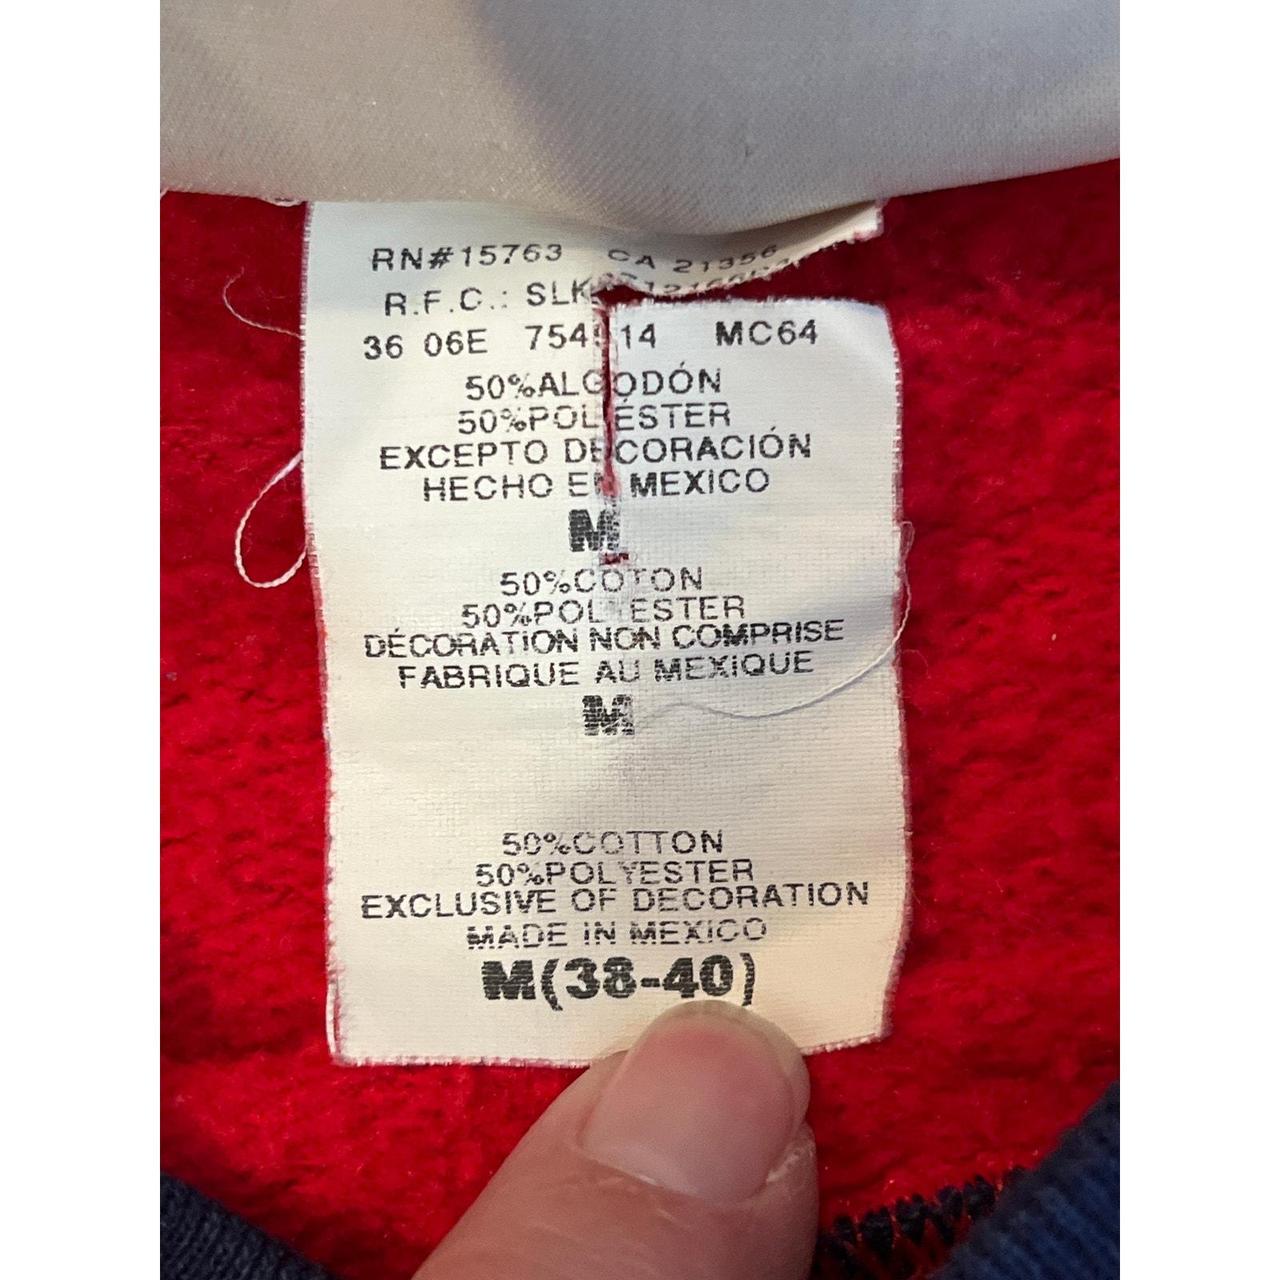 RN#15763 CA 21356
R.F.C.: SLK
36 06E 754 14 MC64
50%ALGODÓN
50%POLIÉSTER
EXCEPTO DECORACIÓN
HECHO EN MEXICO
M
50%COTON
50%POLYESTER
DÉCORATION NON COMPRISE
FABRIQUE AU MEXIQUE
M
50%COTTON
50%POLYESTER
EXCLUSIVE OF DECORATION
MADE IN MEXICO
M(38-40)